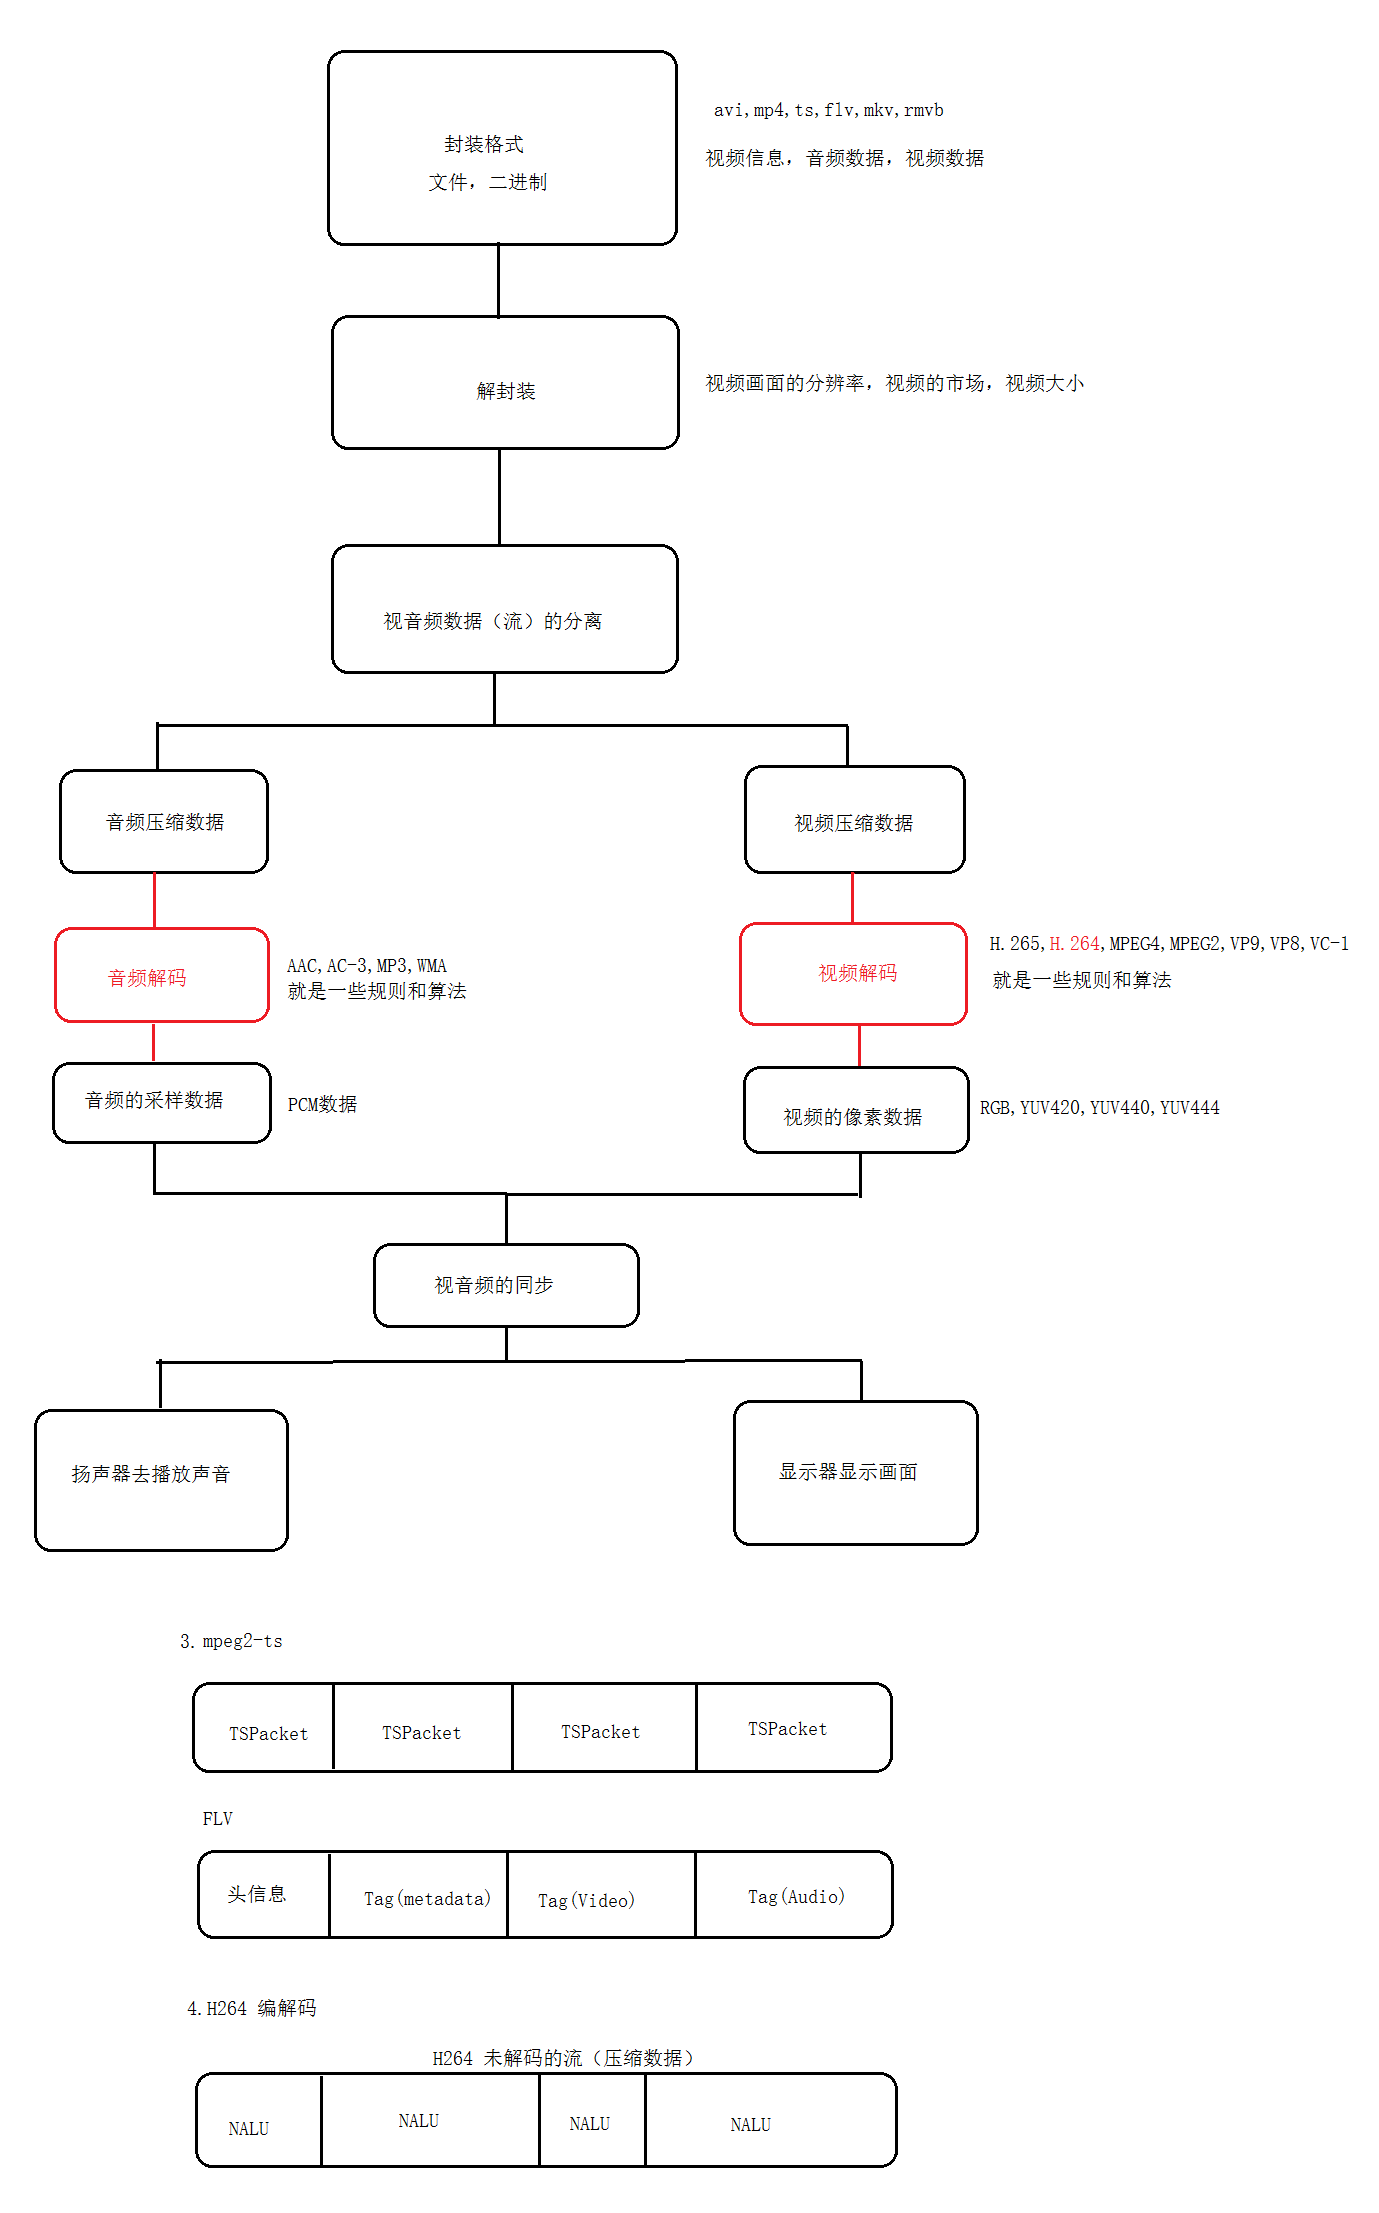 avi,mp4,ts,flv,mkv,rmvb
封装格式
视频信息，音频数据，视频数据
文件，二进制
解封装
视频画面的分辨率，视频的市场，视频大小
视音频数据（流）的分离
音频压缩数据
视频压缩数据
音频解码
AAC,AC-3,MP3,WMA
就是一些规则和算法
视频解码
H.265,H.264,MPEG4,MPEG2,VP9,VP8,VC-1
就是一些规则和算法
音频的采样数据
PCM数据
视频的像素数据
RGB,YUV420,YUV440,YUV444
视音频的同步
扬声器去播放声音
显示器显示画面
3.mpeg2-ts
TSPacket
TSPacket
TSPacket
TSPacket
FLV
头信息
Tag(metadata)
Tag(Video)
Tag(Audio)
4.H264 编解码
H264 未解码的流（压缩数据）
NALU
NALU
NALU
NALU